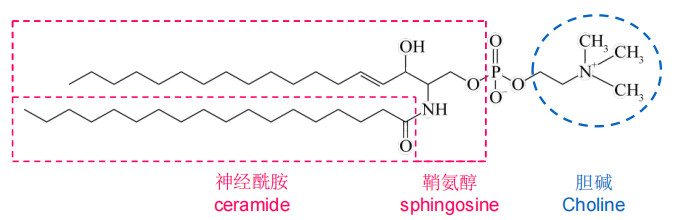 OH
O
O
P
O
O⁻
N⁺
CH₃
CH₃
CH₃
NH
O
神经酰胺 鞘氨醇 胆碱
ceramide sphingosine Choline